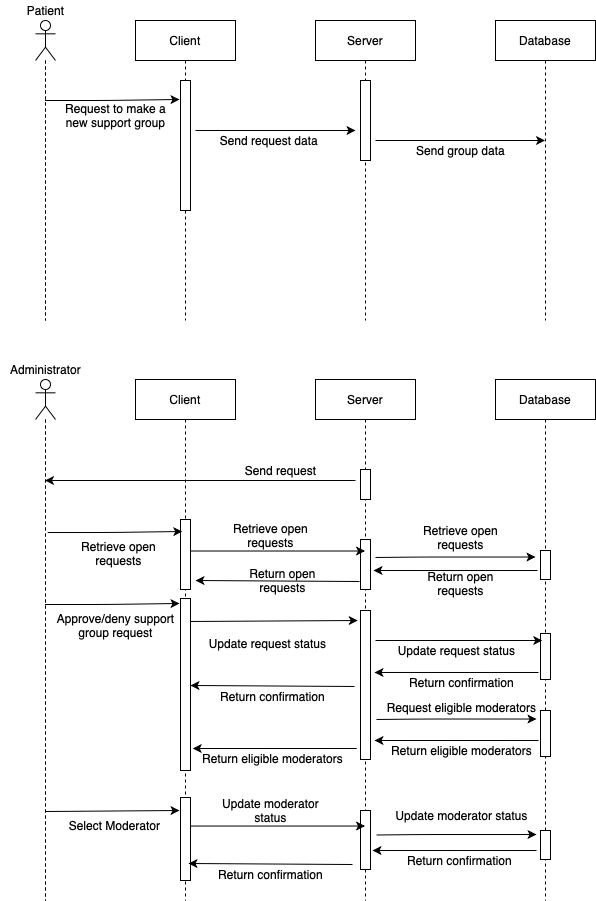 Patient
Client
Server
Database
Request to make a
new support group
Send request data
Send group data
Administrator
Client
Server
Database
Send request
Retrieve open
requests
Retrieve open
requests
Retrieve open
requests
Return open
requests
Return open
requests
Approve/deny support
group request
Update request status
Update request status
Return confirmation
Return confirmation
Request eligible moderators
Return eligible moderators
Return eligible moderators
Select Moderator
Update moderator
status
Update moderator status
Return confirmation
Return confirmation